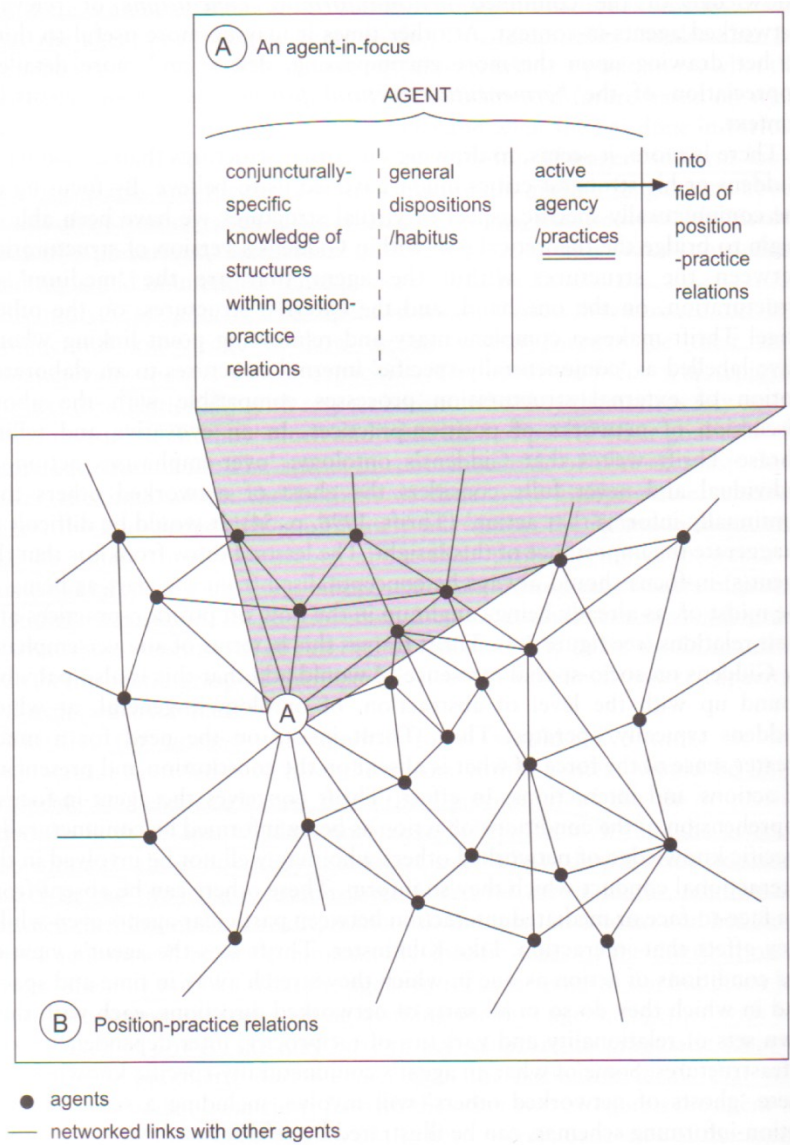 A An agent-in-focus
AGENT
conjuncturally-
specific
knowledge of
structures
within position-
practice
relations
general
dispositions
/habitus
active
agency
/practices
into
field of
position
-practice
relations
A
B Position-practice relations
agents
networked links with other agents